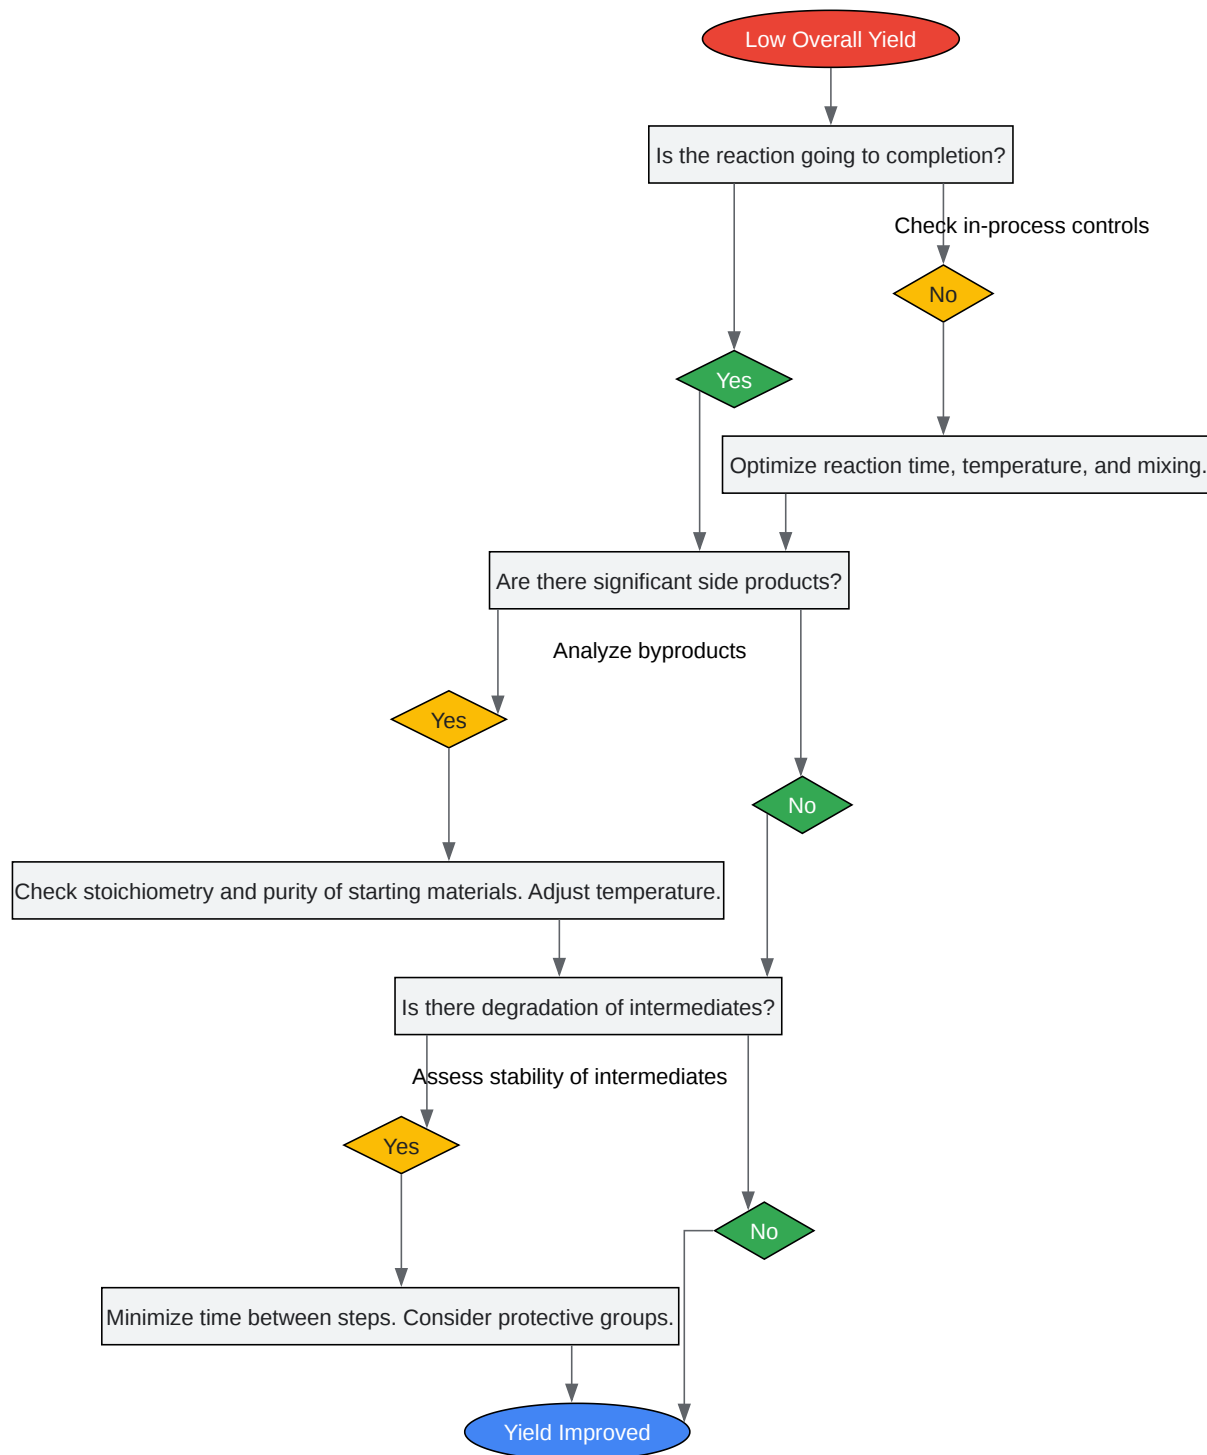 Low Overall Yield
Is the reaction going to completion?
Check in-process controls
No
Yes
Optimize reaction time, temperature, and mixing.
Are there significant side products?
Analyze byproducts
Yes
No
Check stoichiometry and purity of starting materials. Adjust temperature.
Is there degradation of intermediates?
Assess stability of intermediates
Yes
No
Minimize time between steps. Consider protective groups.
Yield Improved